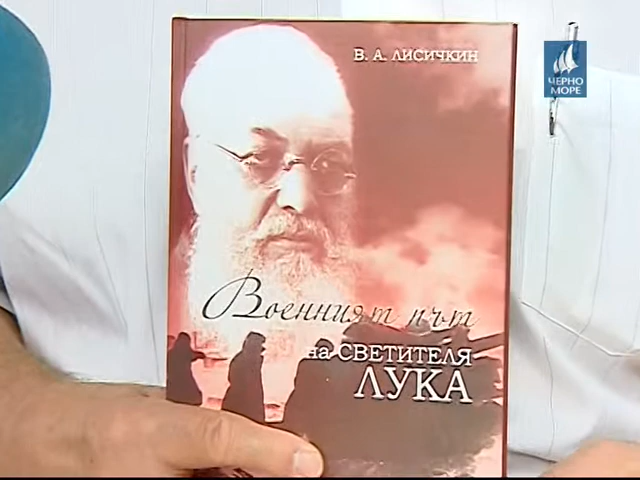 В. А. ЛИСИЧКИН
ЧЕРНО
МОРЕ
Военният път
на СВЕТИТЕЛЯ
ЛУКА